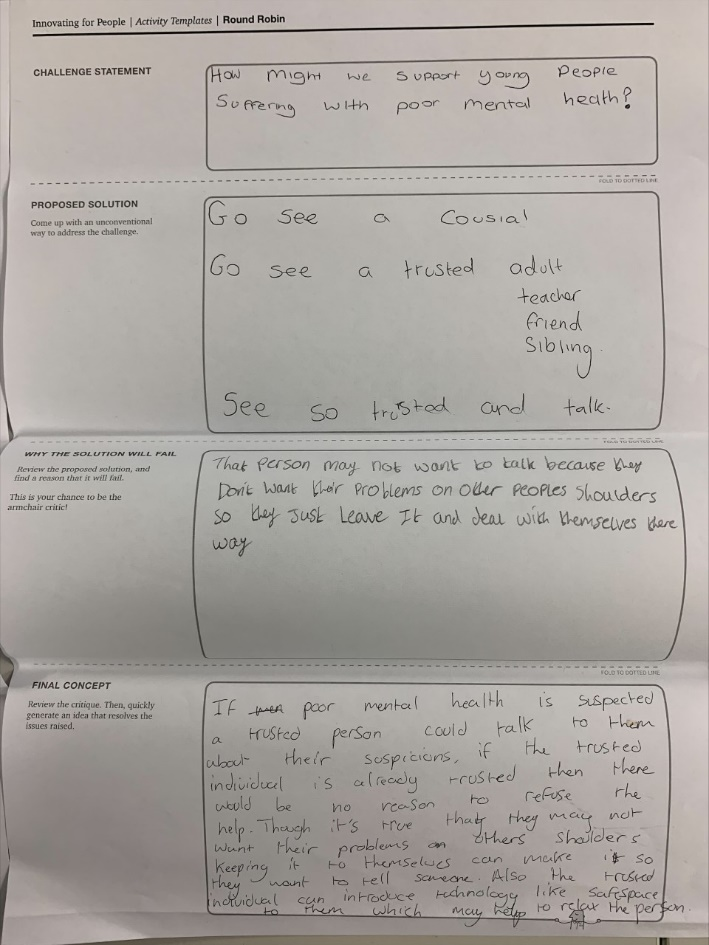 Innovating for People | Activity Templates | Round Robin
CHALLENGE STATEMENT
How might we support young People
Suffering with poor mental heath?
FOLD TO DOTTED LINE
PROPOSED SOLUTION
Come up with an unconventional
way to address the challenge.
Go see a Cousial
Go see a trusted adult
teacher
friend
Sibling
See so trusted and talk.
FOLD TO DOTTED LINE
WHY THE SOLUTION WILL FAIL
Review the proposed solution, and
find a reason that it will fail.
This is your chance to be the
armchair critic!
That Person may not want to talk because they
Don't want their Problems on Other Peoples Shoulders
So they Just Leave It and deal with themselves there
way
FOLD TO DOTTED LINE
FINAL CONCEPT
Review the critique. Then, quickly
generate an idea that resolves the
issues raised.
If poor mental health is suspected
a trusted person could talk to them
about their suspicions, if the trusted
individual is already trusted then there
would be no reason to refuse the
help. Though it's true that they may not
want their problems on others shoulders
keeping it to themselves can make it so
they want to tell someone. Also the trusted
individual can introduce technology like Safespace
to them which may help to relax the person.